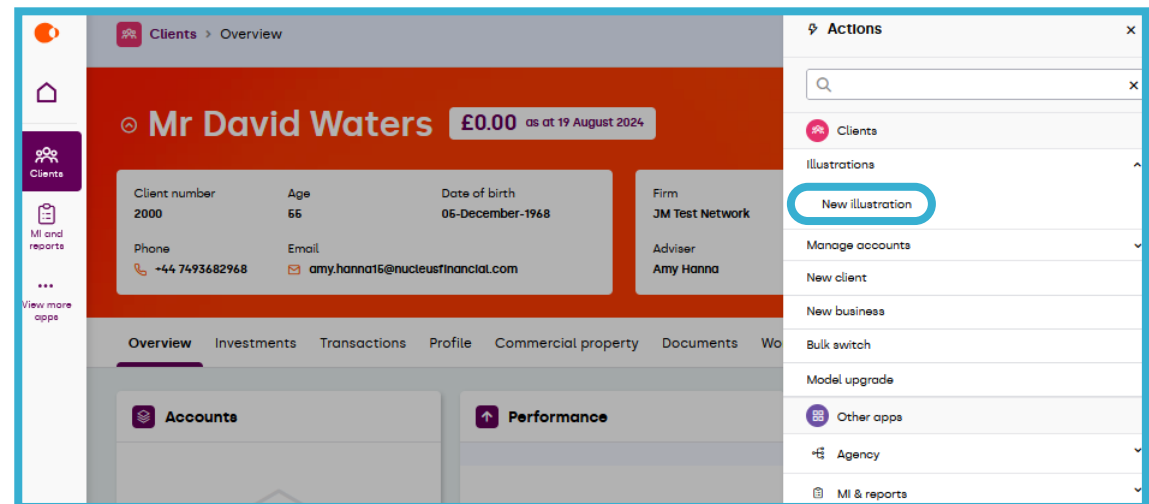 Clients > Overview
Actions
Clients
MI and
reports
View more
apps
Mr David Waters £0.00 as at 19 August 2024
Client number Age Date of birth
2000 55 05-December-1968
Phone Email
+44 7493682968 amy.hanna15@nucleusfinancial.com
Firm
JM Test Network
Adviser
Amy Hanna
Overview Investments Transactions Profile Commercial property Documents Wo
Accounts
Performance
Clients
Illustrations
New illustration
Manage accounts
New client
New business
Bulk switch
Model upgrade
Other apps
Agency
MI & reports